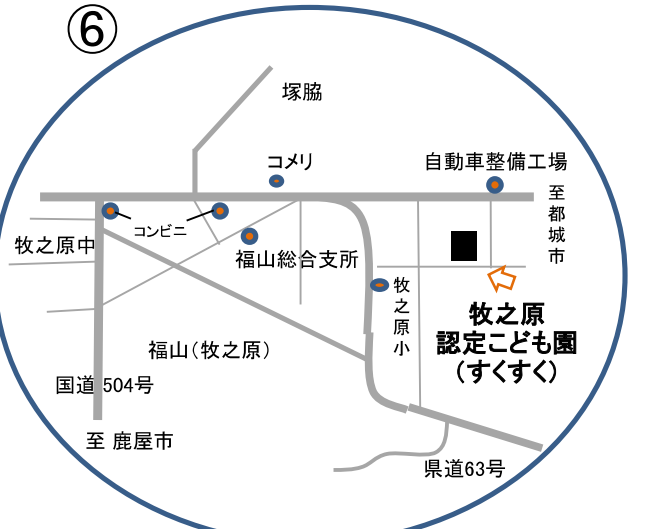 ⑥
塚脇
コメリ
自動車整備工場
至都城市
コンビニ
牧之原中
福山総合支所
牧之原小
牧之原
認定こども園
（すくすく）
福山（牧之原）
国道504号
至 鹿屋市
県道63号